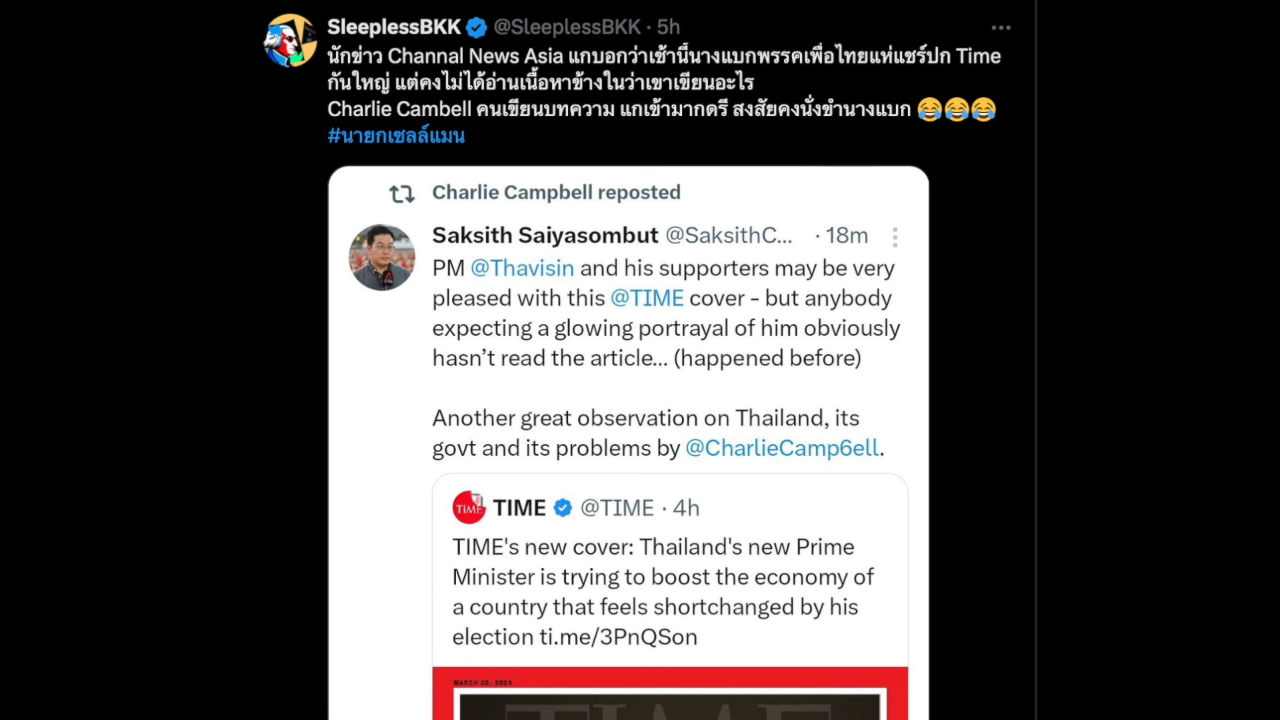 SleeplessBKK @SleeplessBKK · 5h
นักข่าว Channal News Asia แกบอกว่าเช้านี้นางแบกพรรคเพื่อไทยแห่แชร์ปก Time
กันใหญ่ แต่คงไม่ได้อ่านเนื้อหาข้างในว่าเขาเขียนอะไร
Charlie Cambell คนเขียนบทความ แกเข้ามากดรี สงสัยคงนั่งขำนางแบก 😂😂😂
#นายกเซลล์แมน
Charlie Campbell reposted
Saksith Saiyasombut @SaksithC... · 18m
PM @Thavisin and his supporters may be very
pleased with this @TIME cover - but anybody
expecting a glowing portrayal of him obviously
hasn't read the article... (happened before)
Another great observation on Thailand, its
govt and its problems by @CharlieCamp6ell.
TIME
TIME @TIME · 4h
TIME's new cover: Thailand's new Prime
Minister is trying to boost the economy of
a country that feels shortchanged by his
election ti.me/3PnQSon
MARCH 25, 2024
TIME